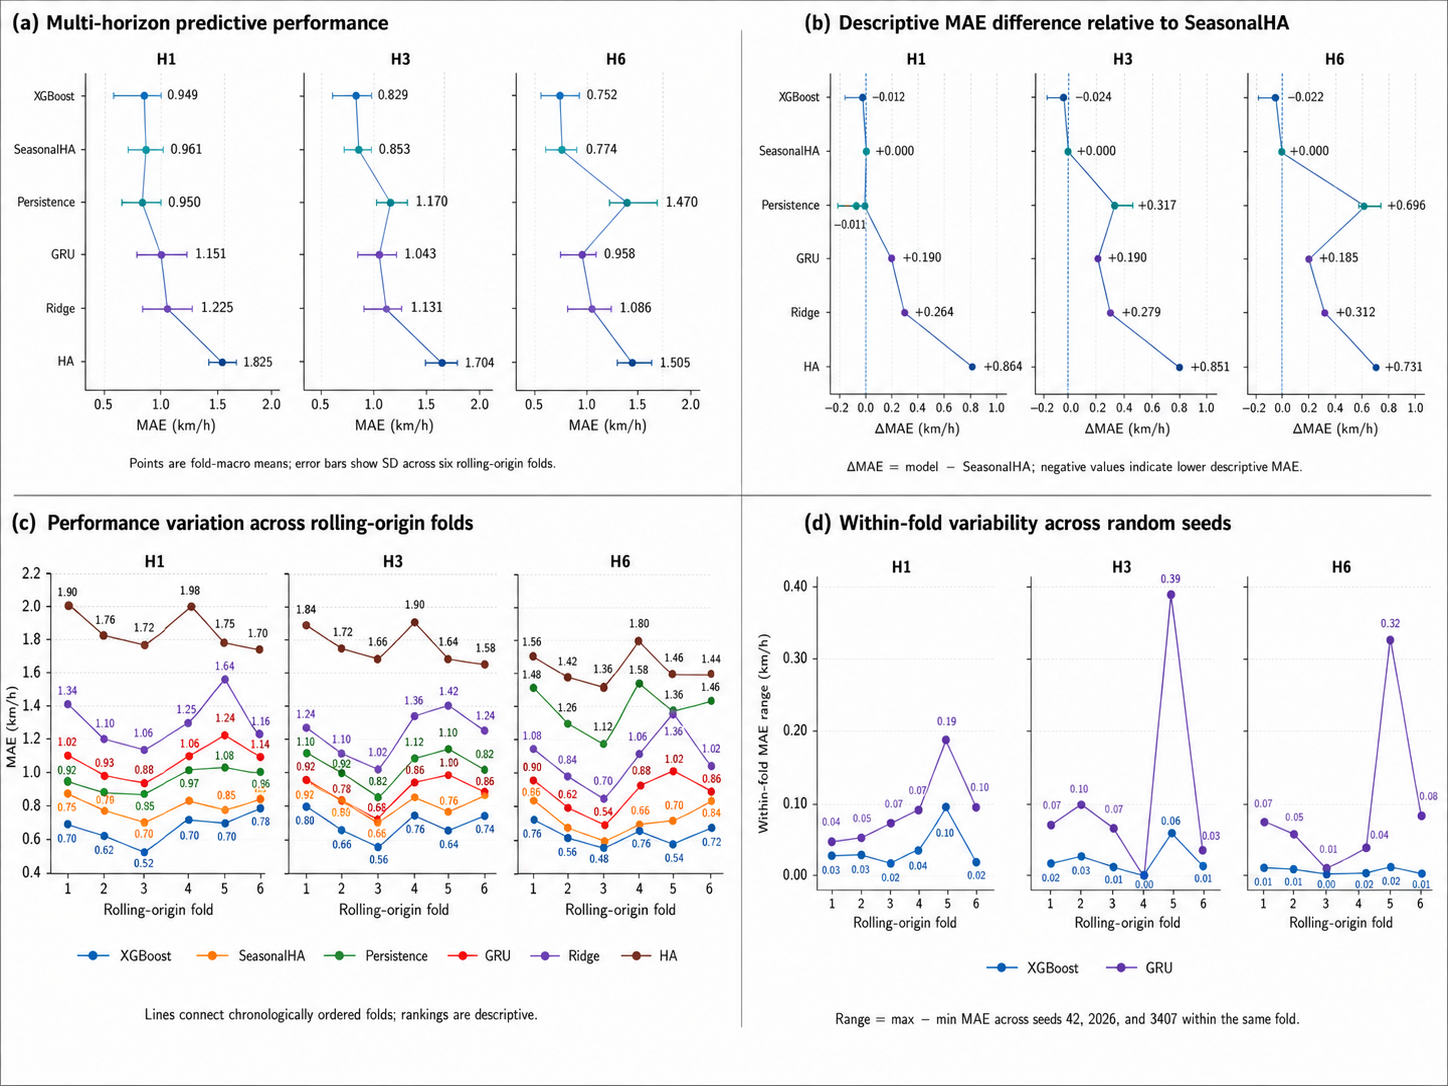 (a) Multi-horizon predictive performance
H1 H3 H6
XGBoost 0.949 0.829 0.752
SeasonalHA 0.961 0.853 0.774
Persistence 0.950 1.170 1.470
GRU 1.151 1.043 0.958
Ridge 1.225 1.131 1.086
HA 1.825 1.704 1.505
0.5 1.0 1.5 2.0 0.5 1.0 1.5 2.0 0.5 1.0 1.5 2.0
MAE (km/h) MAE (km/h) MAE (km/h)
Points are fold-macro means; error bars show SD across six rolling-origin folds.
(b) Descriptive MAE difference relative to SeasonalHA
H1 H3 H6
XGBoost −0.012 −0.024 −0.022
SeasonalHA +0.000 +0.000 +0.000
Persistence −0.011 +0.317 +0.696
GRU +0.190 +0.190 +0.185
Ridge +0.264 +0.279 +0.312
HA +0.864 +0.851 +0.731
−0.2 0.0 0.2 0.4 0.6 0.8 1.0 −0.2 0.0 0.2 0.4 0.6 0.8 1.0 −0.2 0.0 0.2 0.4 0.6 0.8 1.0
ΔMAE (km/h) ΔMAE (km/h) ΔMAE (km/h)
ΔMAE = model − SeasonalHA; negative values indicate lower descriptive MAE.
(c) Performance variation across rolling-origin folds
MAE (km/h)
2.2
2.0
1.8
1.6
1.4
1.2
1.0
0.8
0.6
0.4
H1
1.90 1.76 1.72 1.98 1.75 1.70
1.34 1.10 1.06 1.25 1.64 1.16
1.02 0.93 0.88 1.06 1.24 1.14
0.92 0.85 0.97 1.08 0.96
0.75 0.79 0.70 0.85
0.70 0.62 0.52 0.70 0.70 0.78
1 2 3 4 5 6
Rolling-origin fold
H3
1.84 1.72 1.66 1.90 1.64 1.58
1.24 1.10 1.02 1.36 1.42 1.24
1.10 0.92 0.82 1.12 1.10 0.82
0.92 0.78 0.68 0.86 1.00 0.86
0.92 0.80 0.66 0.76
0.80 0.66 0.56 0.76 0.64 0.74
1 2 3 4 5 6
Rolling-origin fold
H6
1.56 1.42 1.36 1.80 1.46 1.44
1.48 1.26 1.12 1.58 1.36 1.46
1.08 0.84 0.70 1.06 1.36 1.02
0.90 0.62 0.54 0.88 1.02 0.86
0.66 0.66 0.70 0.84
0.76 0.56 0.48 0.76 0.54 0.72
1 2 3 4 5 6
Rolling-origin fold
XGBoost SeasonalHA Persistence GRU Ridge HA
Lines connect chronologically ordered folds; rankings are descriptive.
(d) Within-fold variability across random seeds
Within-fold MAE range (km/h)
0.40
0.30
0.20
0.10
0.00
H1
0.04 0.05 0.07 0.07 0.19 0.10
0.03 0.03 0.02 0.04 0.10 0.02
1 2 3 4 5 6
Rolling-origin fold
H3
0.07 0.10 0.07 0.39 0.03
0.02 0.03 0.01 0.00 0.06 0.01
1 2 3 4 5 6
Rolling-origin fold
H6
0.07 0.05 0.01 0.04 0.32 0.08
0.01 0.01 0.00 0.02 0.02 0.01
1 2 3 4 5 6
Rolling-origin fold
XGBoost GRU
Range = max − min MAE across seeds 42, 2026, and 3407 within the same fold.